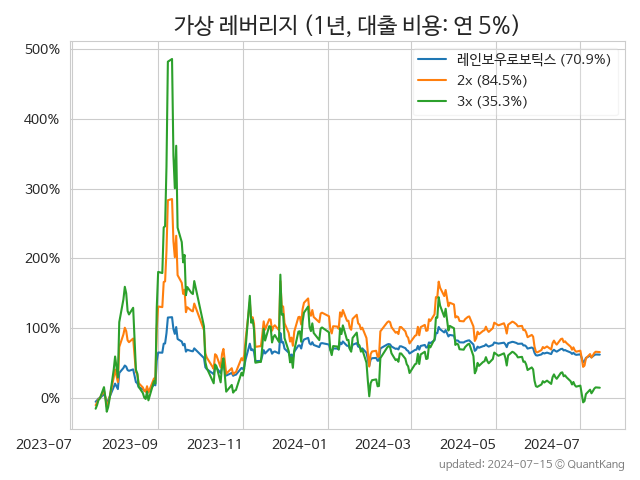 가상 레버리지 (1년, 대출 비용: 연 5%)
500%
400%
300%
200%
100%
0%
레인보우로보틱스 (70.9%)
2x (84.5%)
3x (35.3%)
2023-07 2023-09 2023-11 2024-01 2024-03 2024-05 2024-07
updated: 2024-07-15 © QuantKang